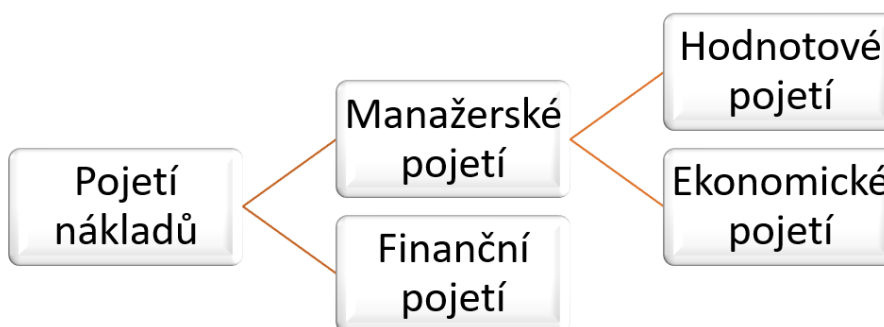 Pojetí
nákladů
Manažerské
pojetí
Finanční
pojetí
Hodnotové
pojetí
Ekonomické
pojetí